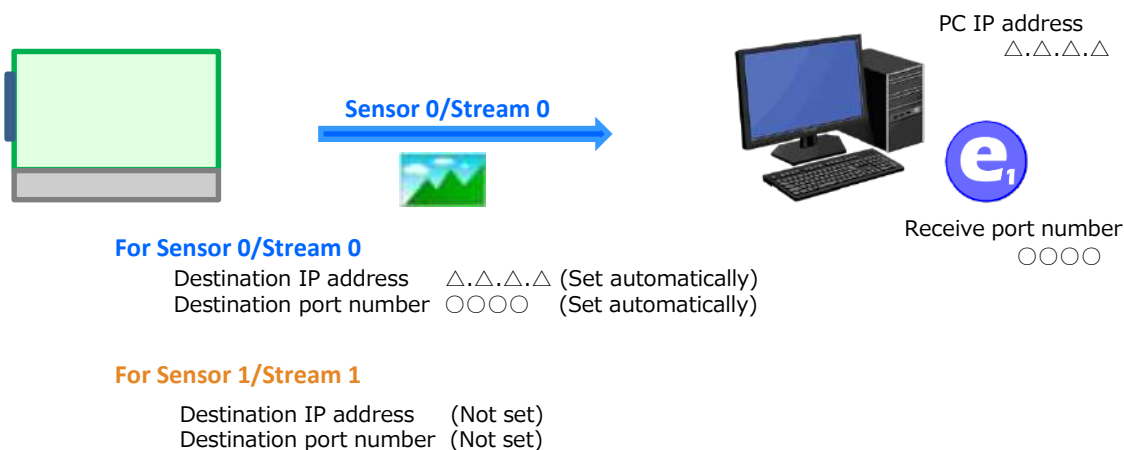 PC IP address
△.△.△.△
Sensor 0/Stream 0
e1
Receive port number
○○○○
For Sensor 0/Stream 0
Destination IP address △.△.△.△ (Set automatically)
Destination port number ○○○○ (Set automatically)
For Sensor 1/Stream 1
Destination IP address (Not set)
Destination port number (Not set)